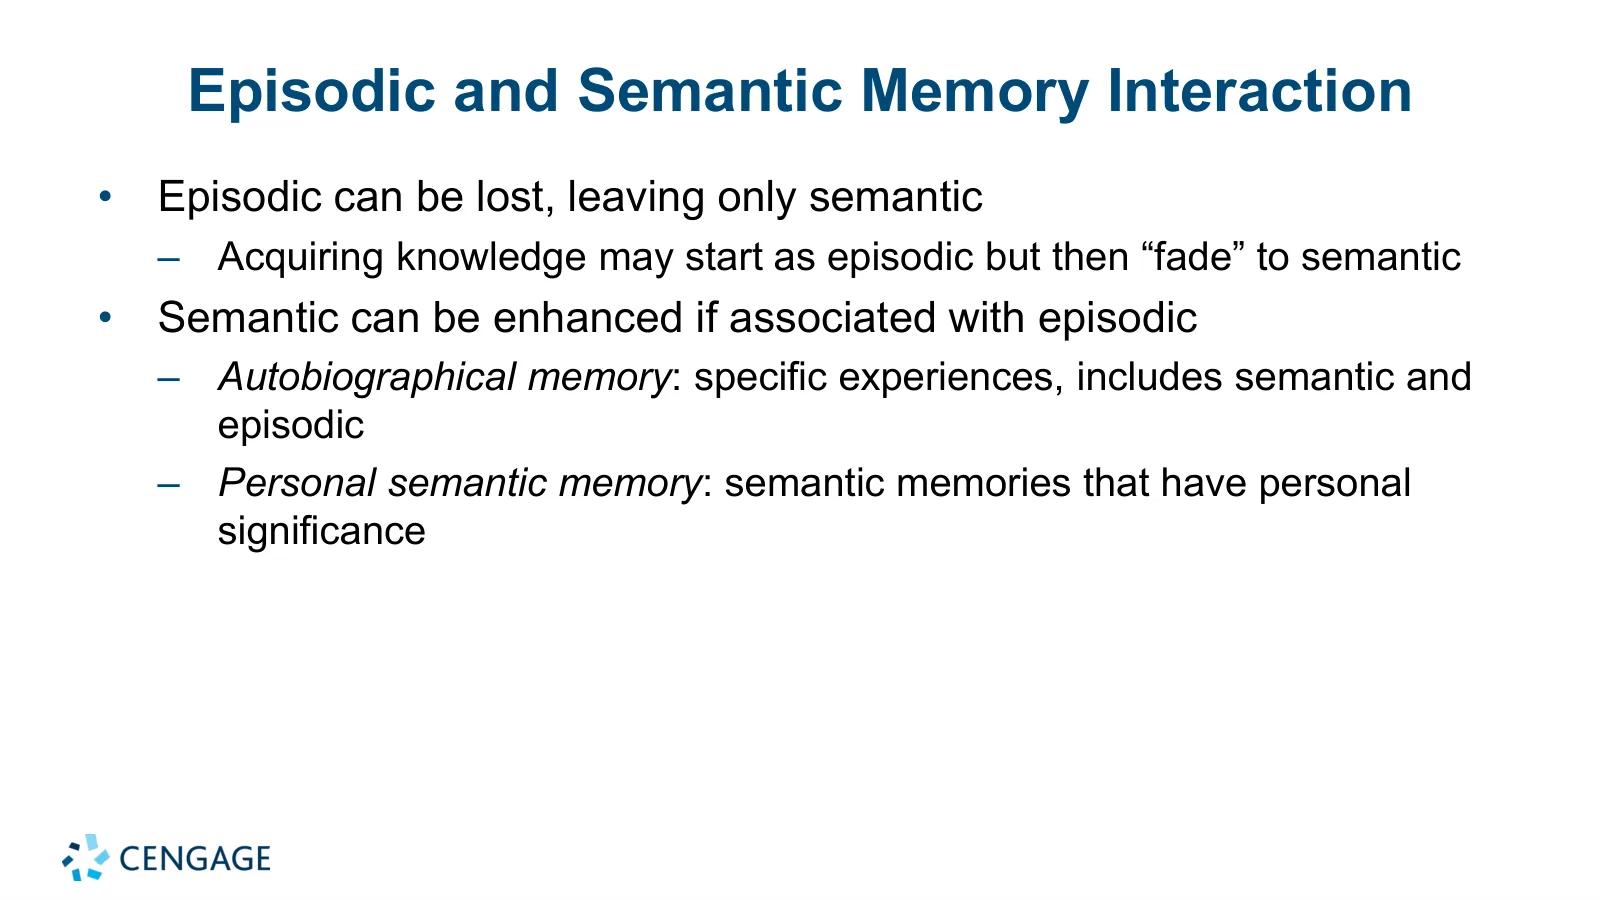 Episodic and Semantic Memory Interaction
• Episodic can be lost, leaving only semantic
– Acquiring knowledge may start as episodic but then “fade” to semantic
• Semantic can be enhanced if associated with episodic
– Autobiographical memory: specific experiences, includes semantic and
episodic
– Personal semantic memory: semantic memories that have personal
significance
CENGAGE